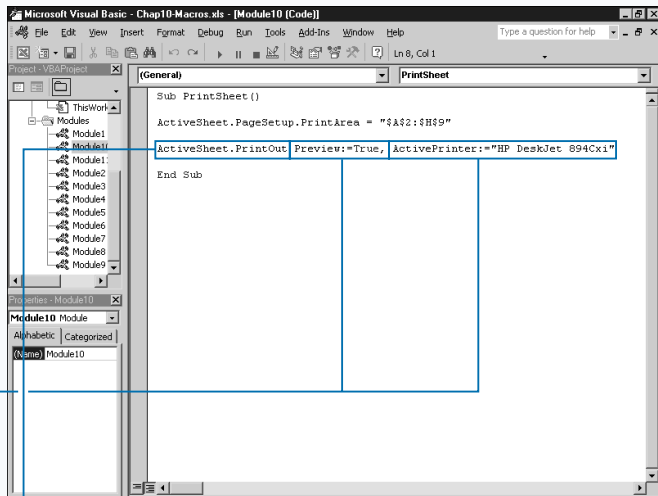 Microsoft Visual Basic - Chap10-Macros.xls - [Module10 (Code)]
File Edit View Insert Format Debug Run Tools Add-Ins Window Help
Type a question for help
Ln 8, Col 1
Project - VBAProject
(General)
PrintSheet
ThisWork
Modules
Module1
Module10
Module11
Module2
Module3
Module4
Module5
Module6
Module7
Module8
Module9
Properties - Module10
Module10 Module
Alphabetic Categorized
(Name) Module10
Sub PrintSheet()
ActiveSheet.PageSetup.PrintArea = "$A$2:$H$9"
ActiveSheet.PrintOut Preview:=True, ActivePrinter:="HP DeskJet 894Cxi"
End Sub